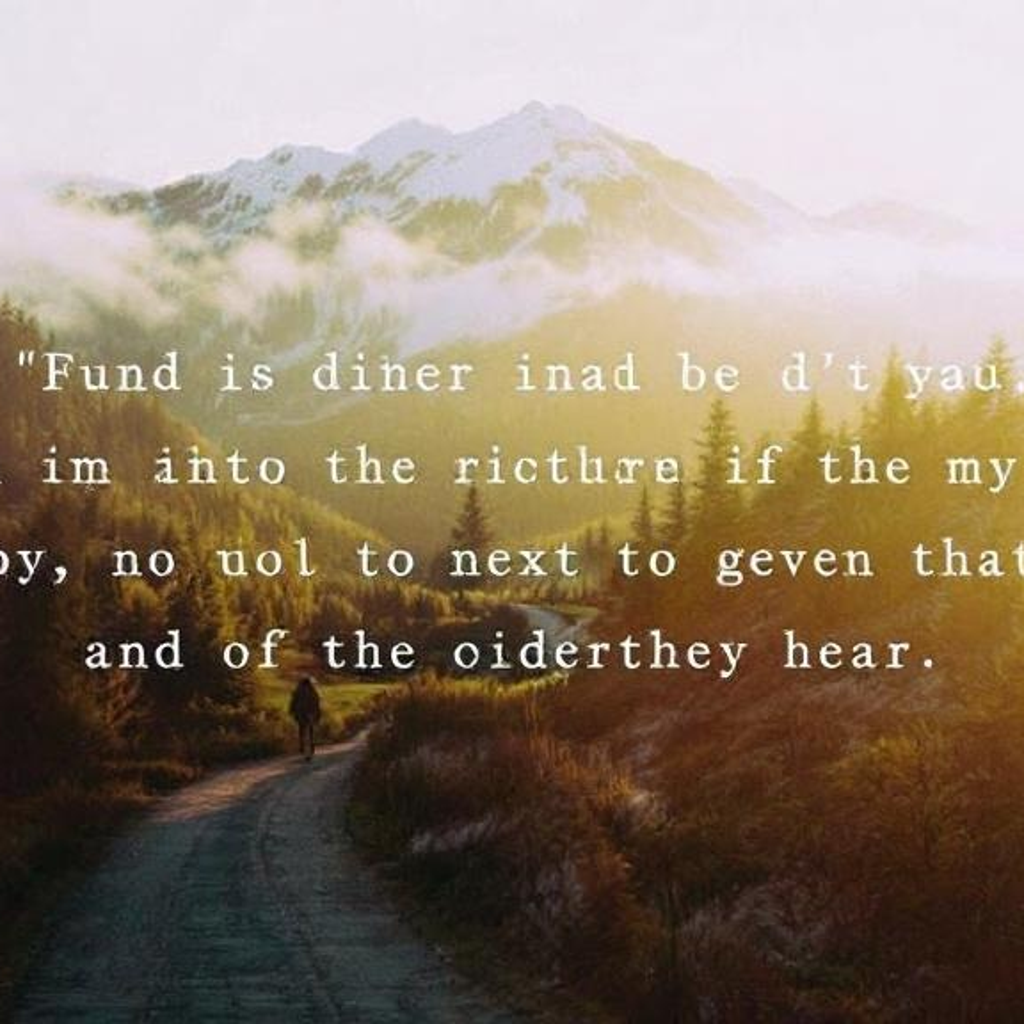 "Fund is diner inad be d't yau.
im into the ricture if the my
by, no uol to next to geven that
and of the oiderthey hear.